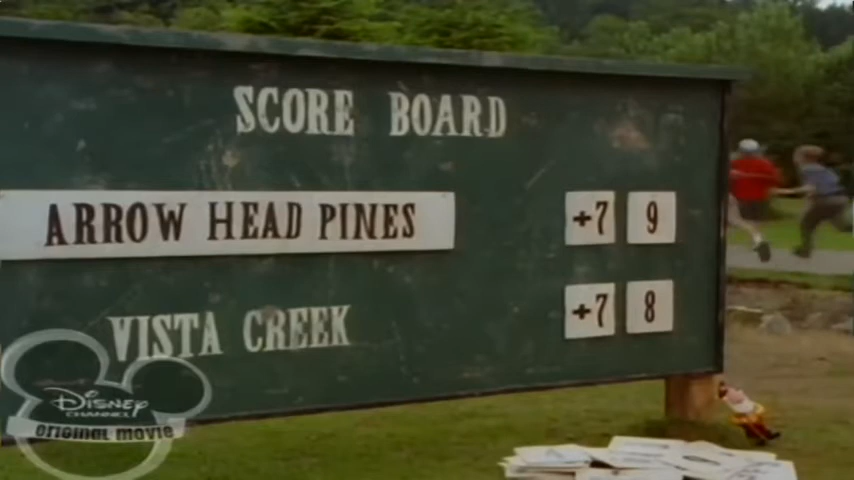 SCORE BOARD
ARROW HEAD PINES +7 9
VISTA CREEK +7 8
DISNEY
CHANNEL
original movie